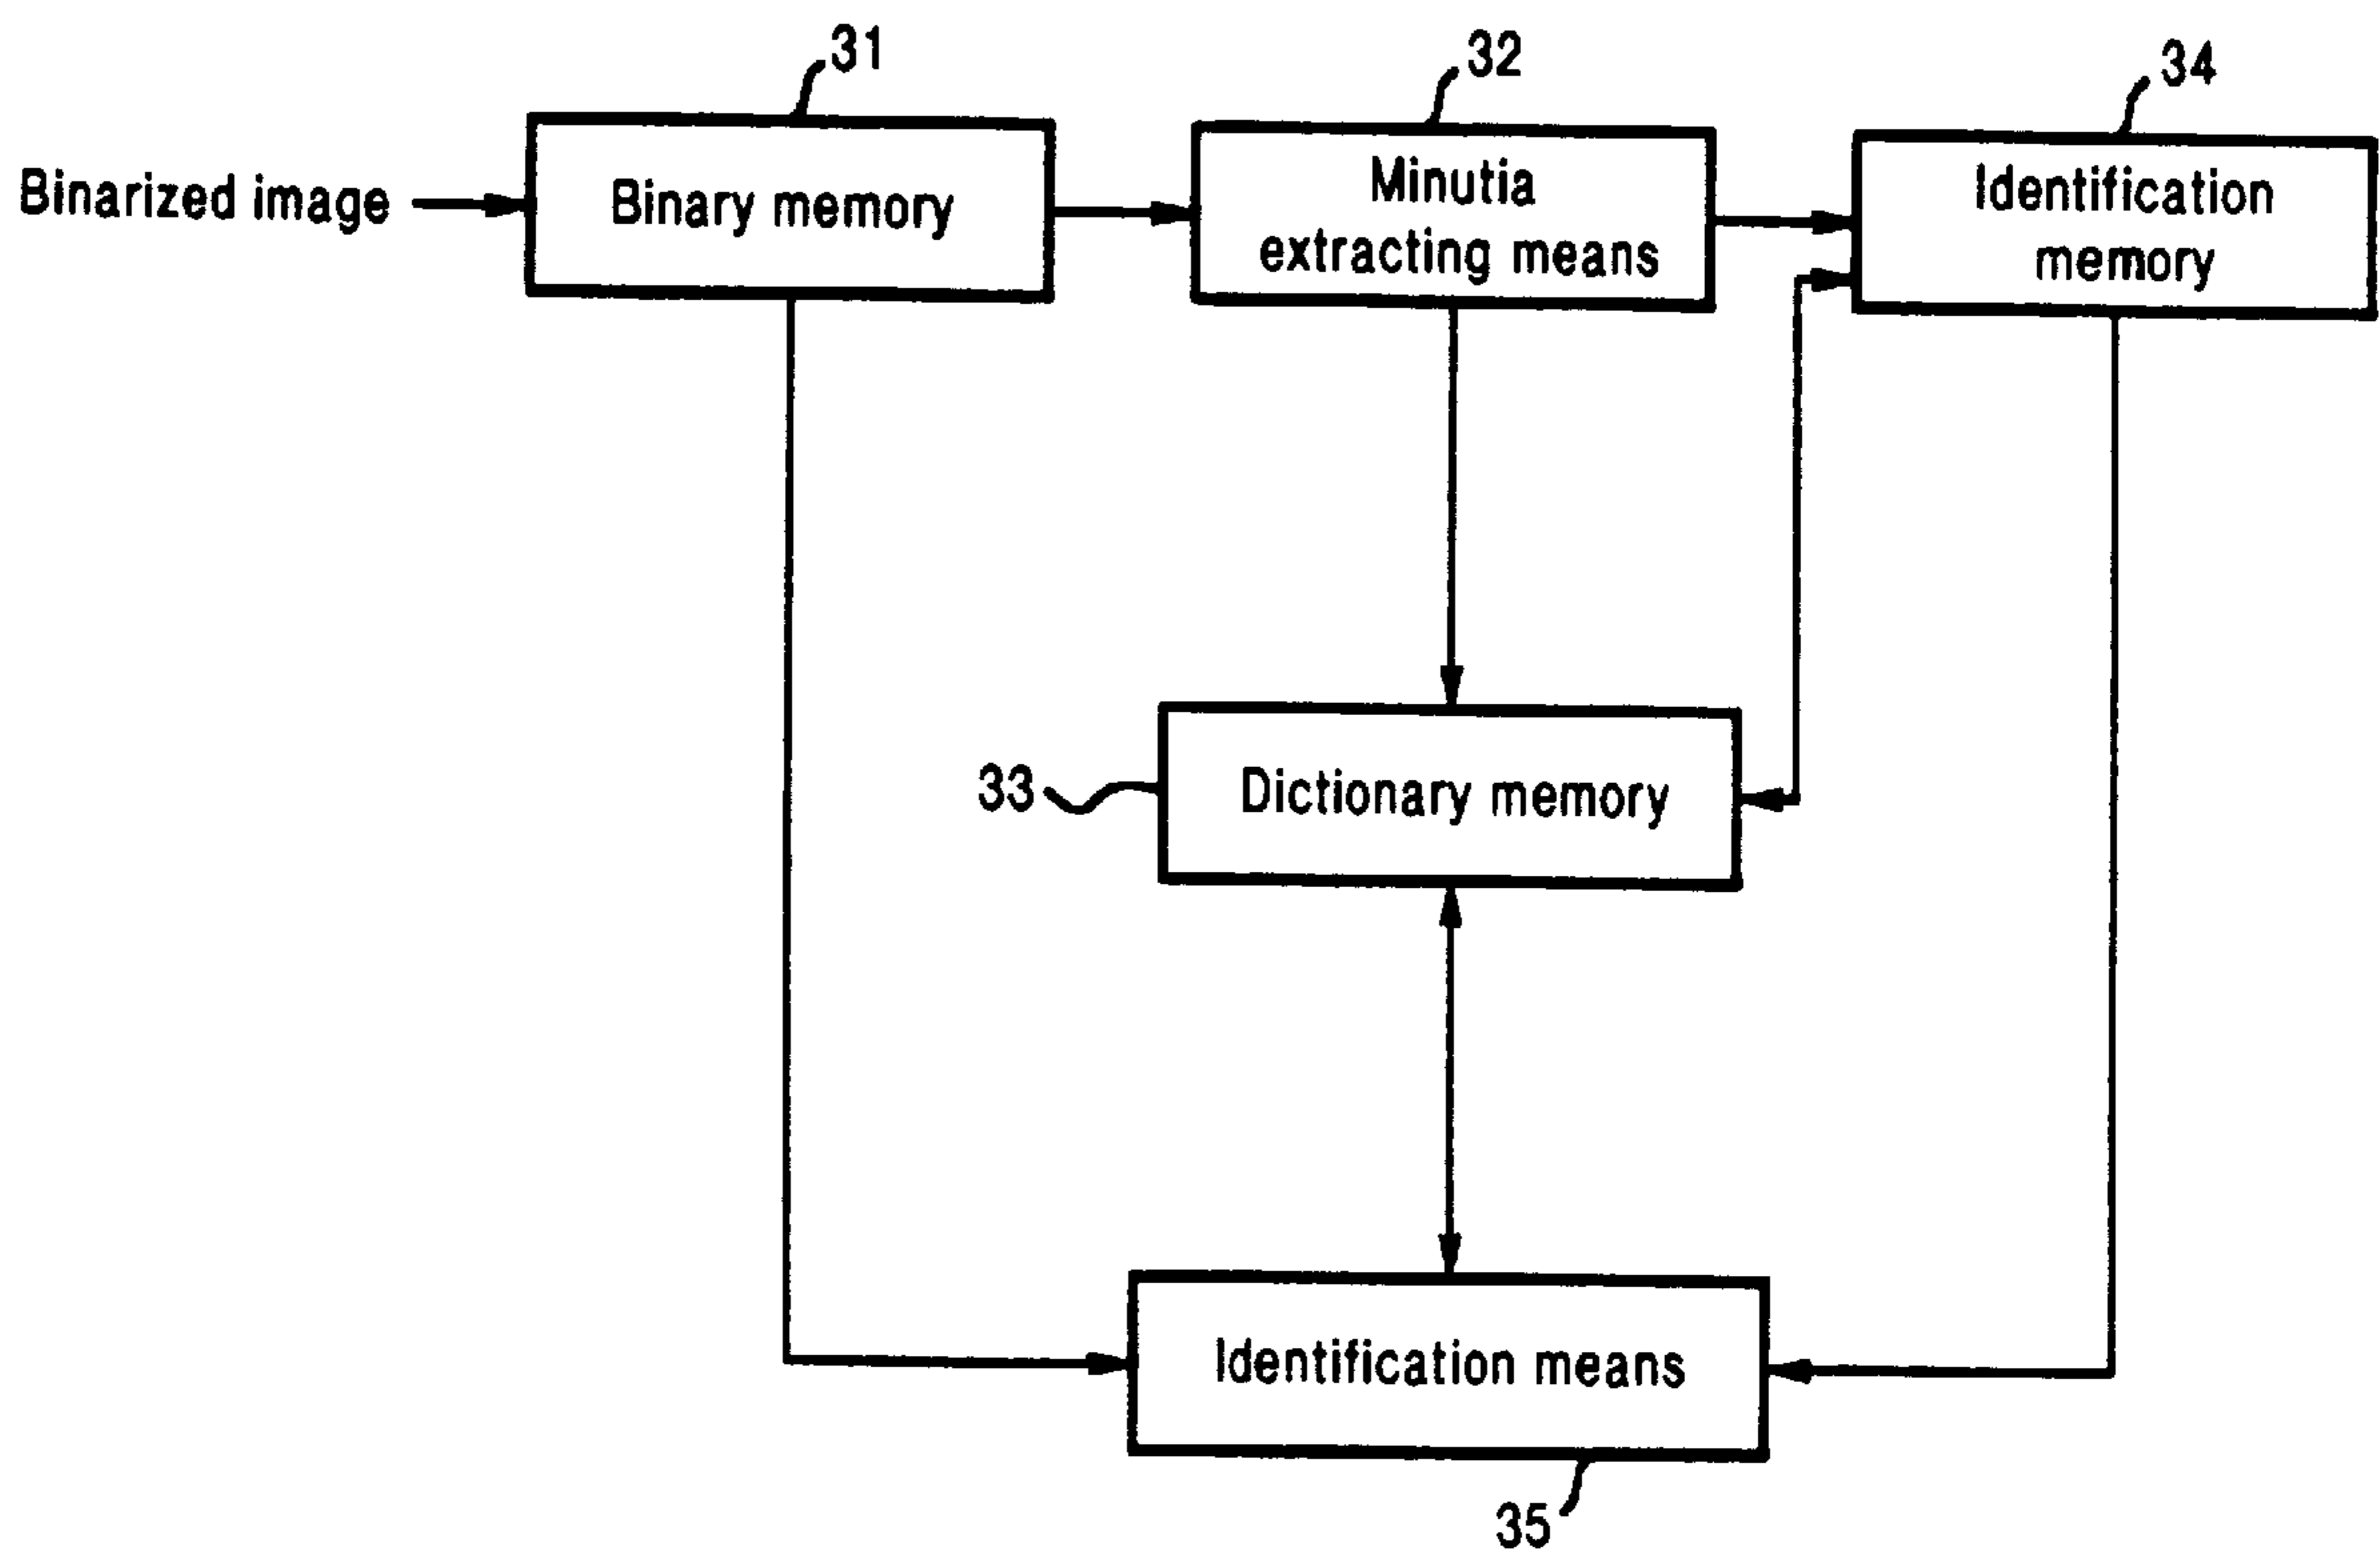 31
32
34
Binarized image
Binary memory
Minutia
extracting means
Identification
memory
33
Dictionary memory
Identification means
35